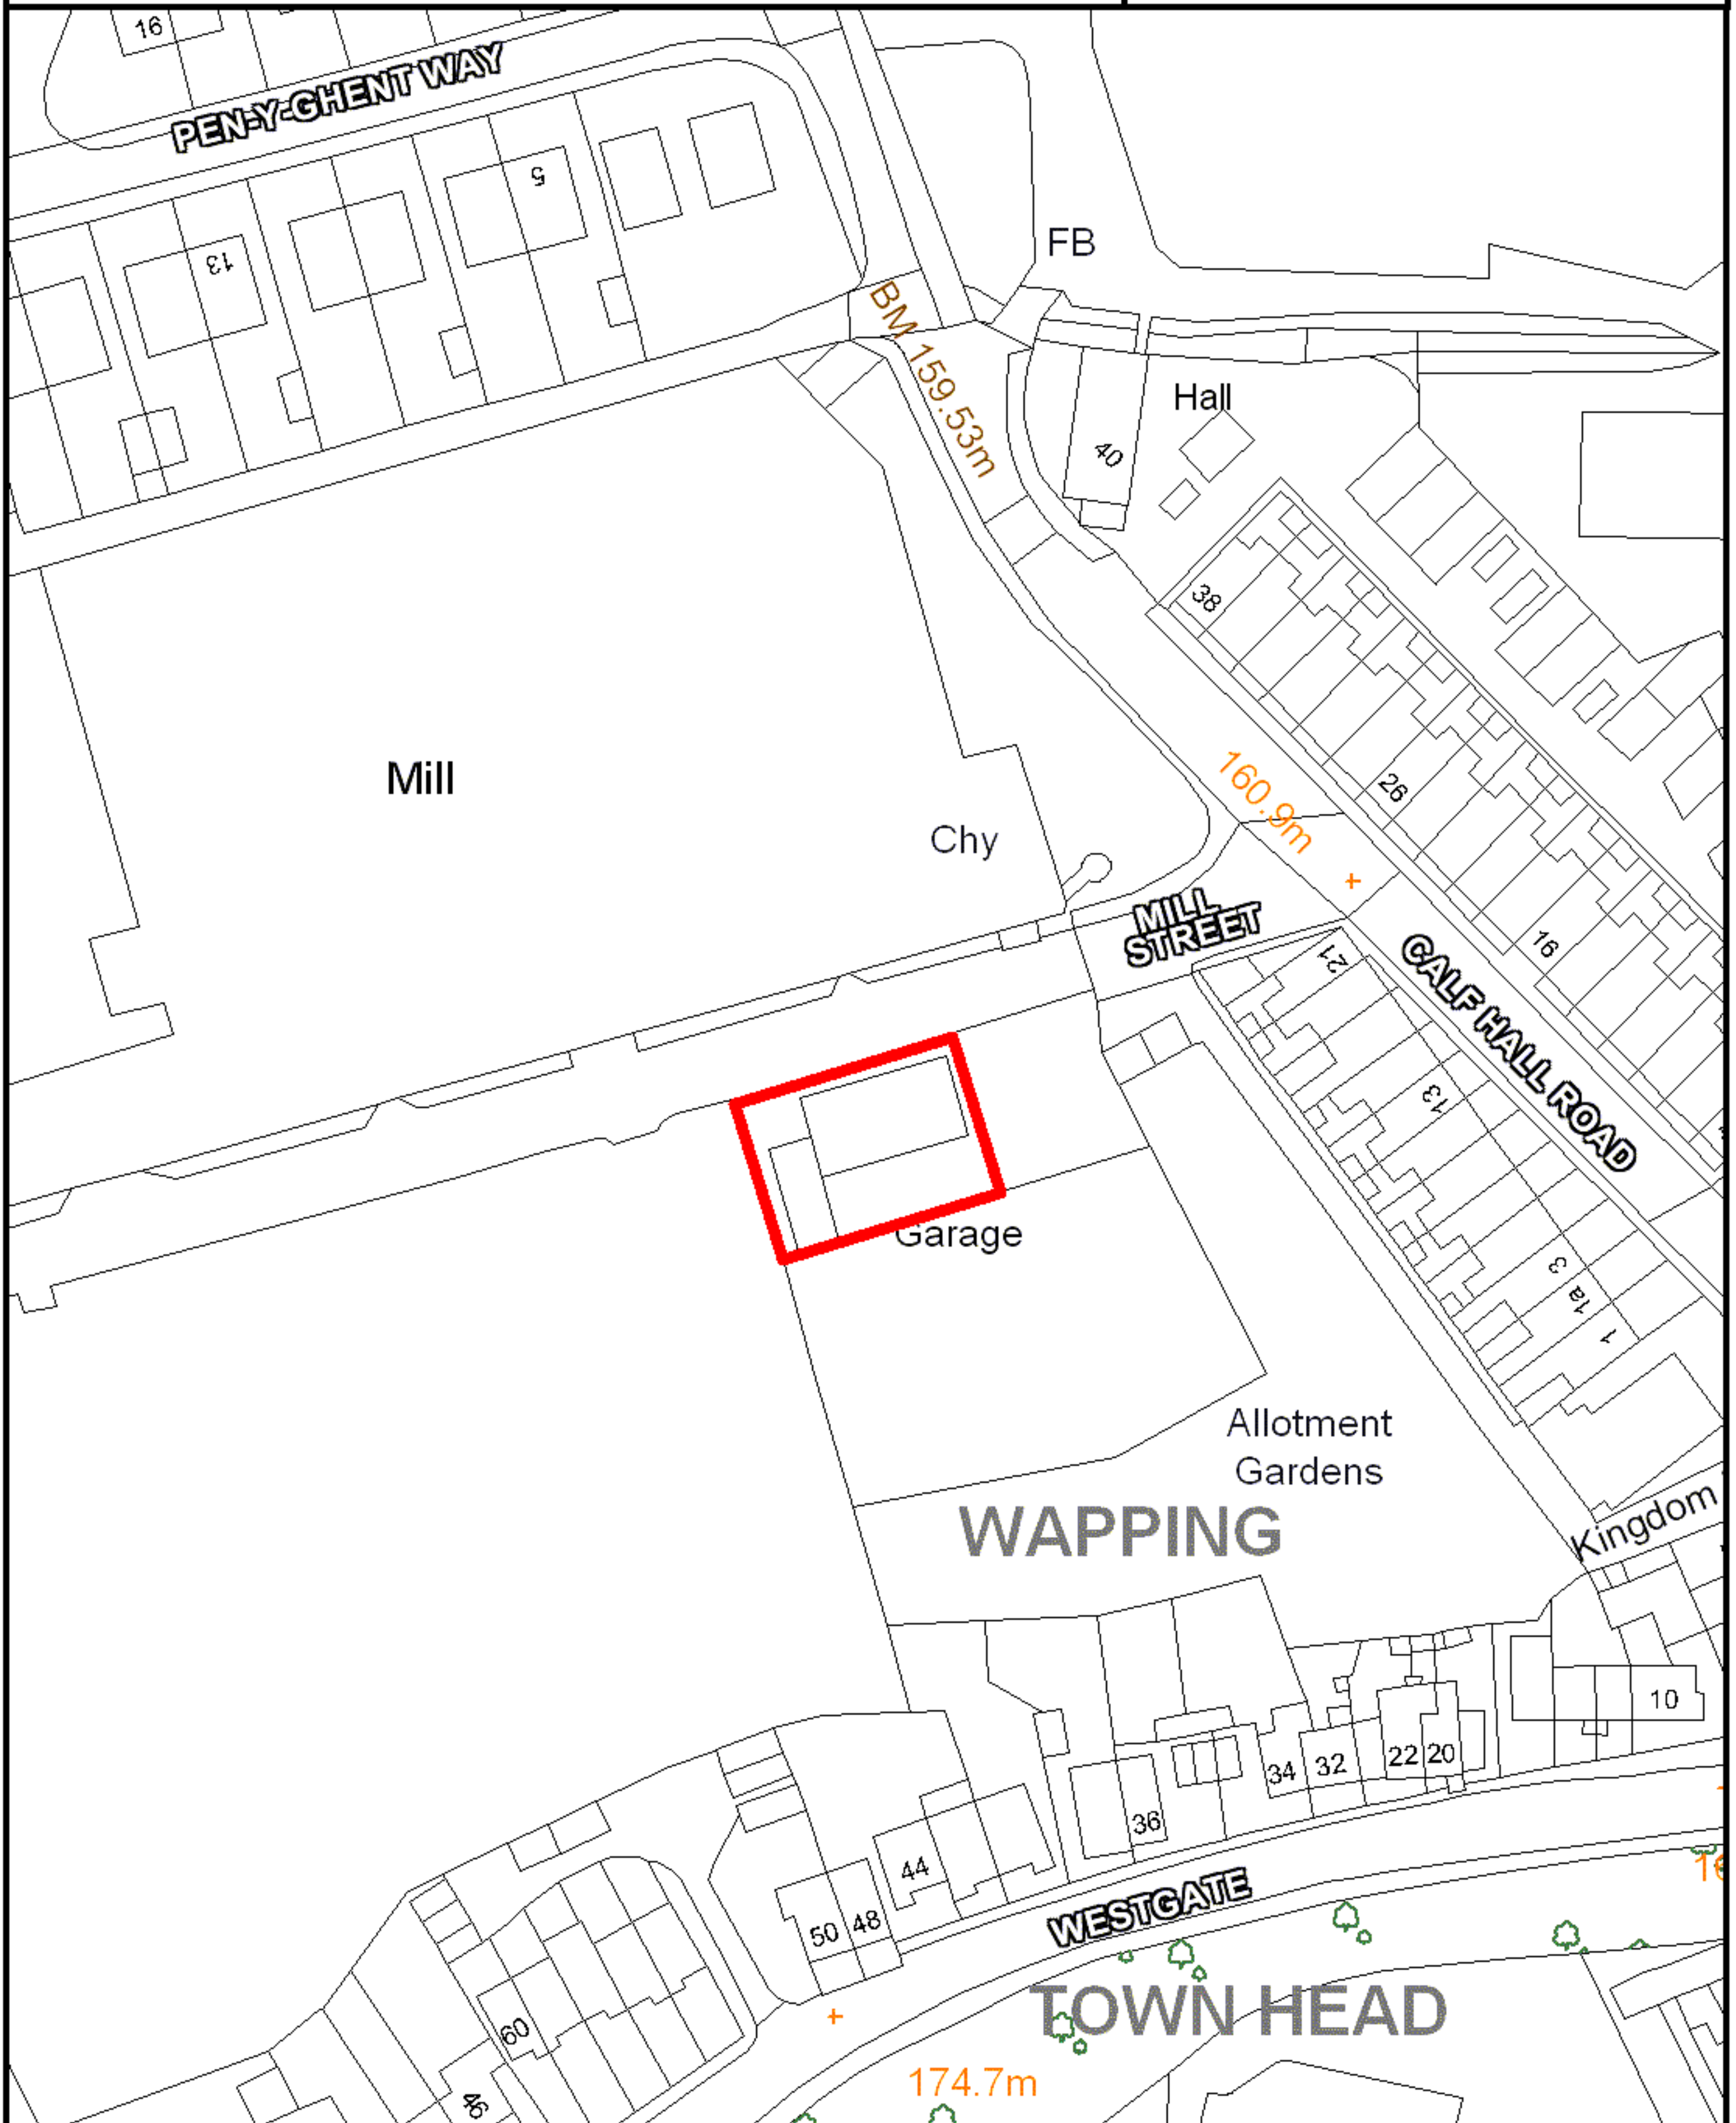 16
PEN-Y-GHENT WAY
5
13
FB
BM 159.53m
Hall
40
38
Mill
160.9m
26
Chy
MILL
STREET
21
16
CALF HALL ROAD
13
Garage
3
1a
1
Allotment
Gardens
WAPPING
Kingdom
10
34
32
22
20
36
44
50
48
WESTGATE
60
TOWN HEAD
46
174.7m